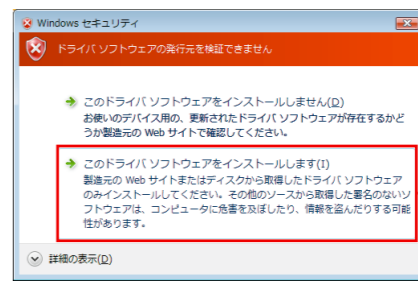 Windows セキュリティ
ドライバ ソフトウェアの発行元を検証できません
このドライバ ソフトウェアをインストールしません(D)
お使いのデバイス用の、更新されたドライバ ソフトウェアが存在するかど
うか製造元の Web サイトで確認してください。
このドライバ ソフトウェアをインストールします(I)
製造元の Web サイトまたはディスクから取得したドライバ ソフトウェア
のみインストールしてください。その他のソースから取得した署名のないソ
フトウェアは、コンピュータに危害を及ぼしたり、情報を盗んだりする可能
性があります。
詳細の表示(D)